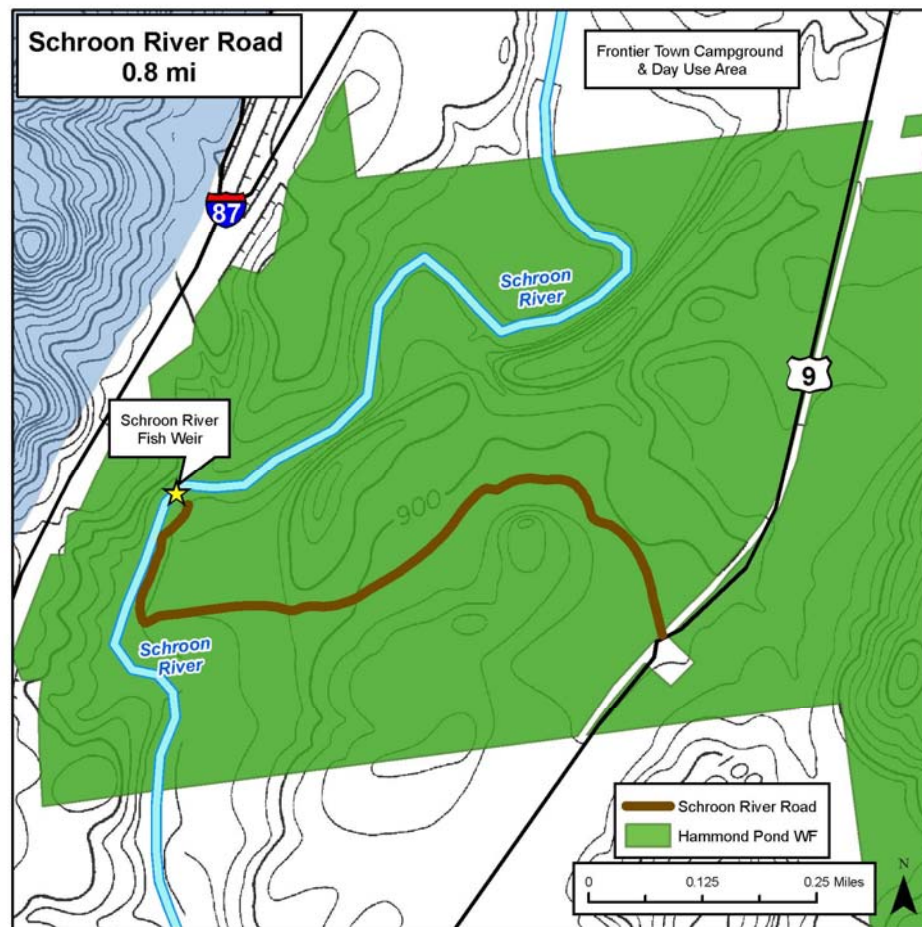 Schroon River Road
0.8 mi
Frontier Town Campground
& Day Use Area
87
Schroon
River
9
Schroon River
Fish Weir
900
Schroon
River
Schroon River Road
Hammond Pond WF
0
0.125
0.25 Miles
N